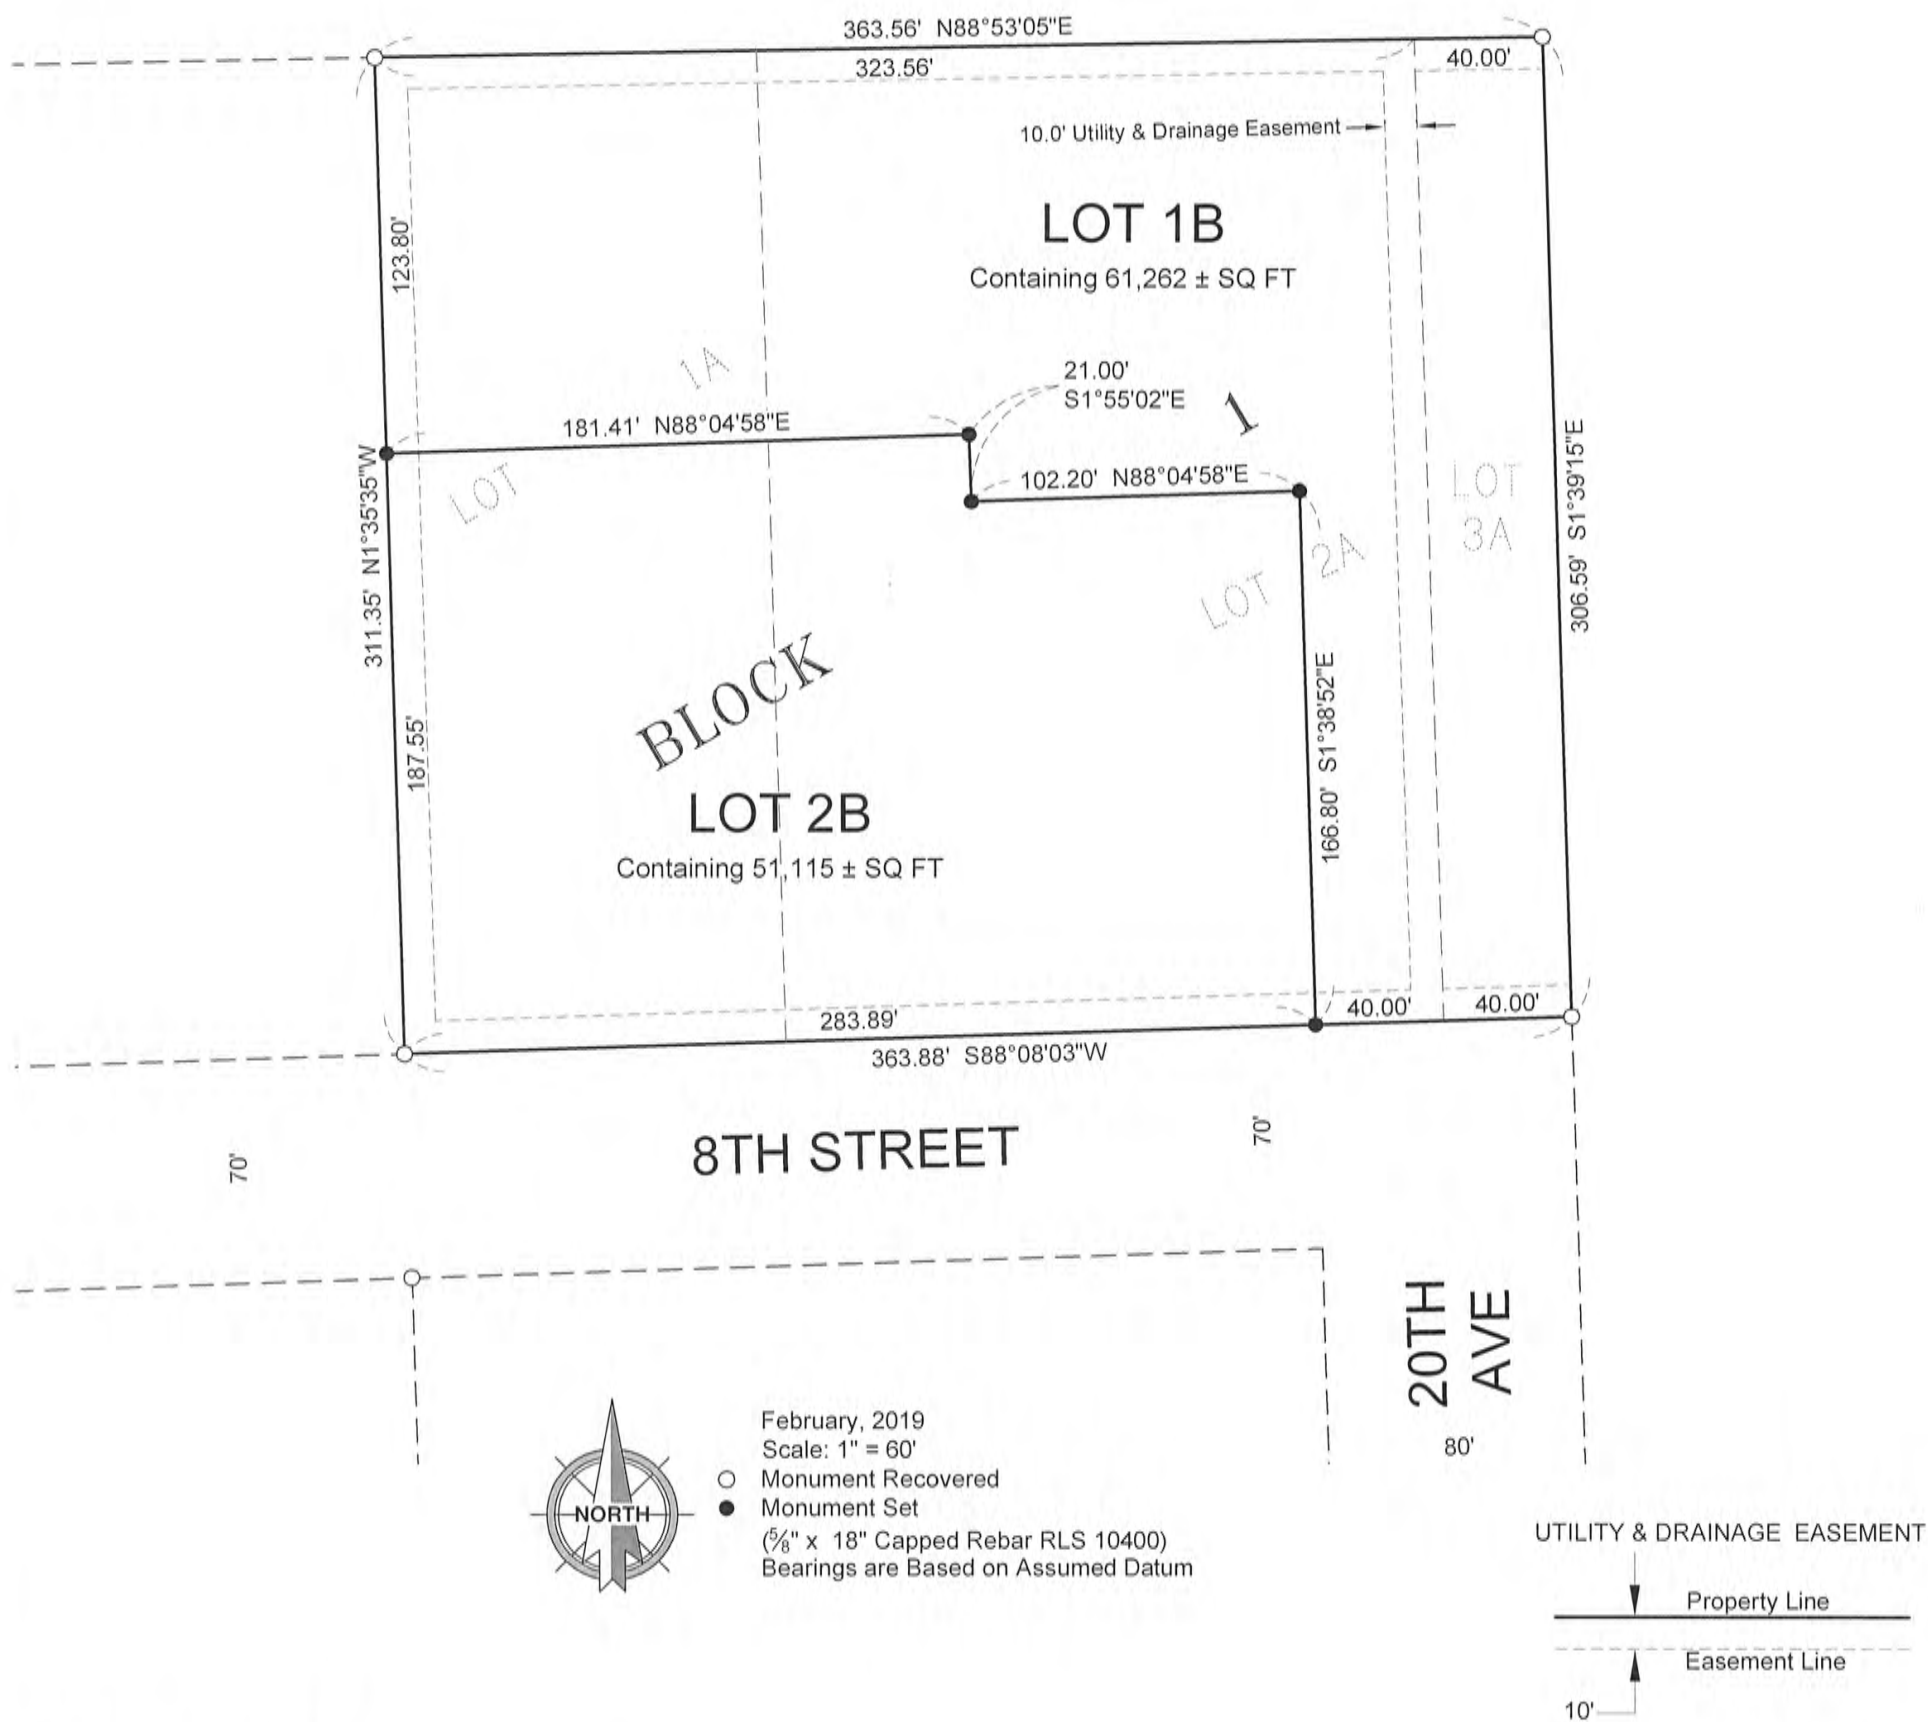 363.56' N88°53'05"E
323.56'
40.00'
10.0' Utility & Drainage Easement
LOT 1B
Containing 61,262 ± SQ FT
123.80'
1A
21.00'
S1°55'02"E
1
181.41' N88°04'58"E
LOT
102.20' N88°04'58"E
LOT
3A
311.35' N1°35'35"W
306.59' S1°39'15"E
2A
LOT
BLOCK
187.55'
166.80' S1°38'52"E
LOT 2B
Containing 51,115 ± SQ FT
283.89'
40.00'
40.00'
363.88' S88°08'03"W
70'
8TH STREET
70'
20TH
AVE
80'
NORTH
February, 2019
Scale: 1" = 60'
Monument Recovered
Monument Set
(⅝" x 18" Capped Rebar RLS 10400)
Bearings are Based on Assumed Datum
UTILITY & DRAINAGE EASEMENT
Property Line
Easement Line
10'